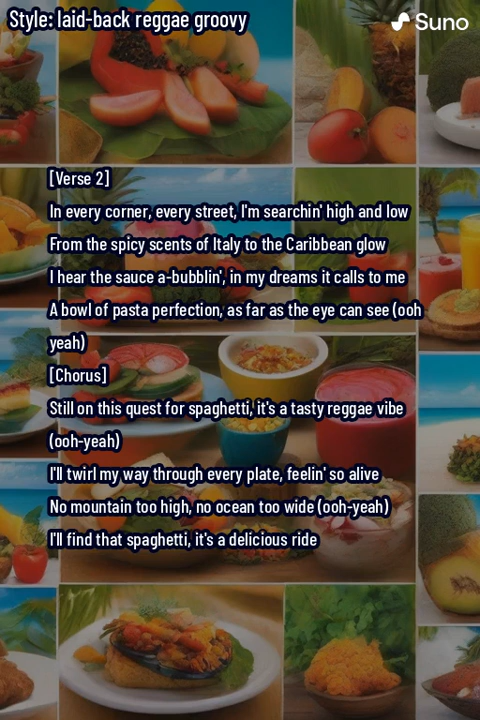 Style: laid-back reggae groovy
Suno
[Verse 2]
In every corner, every street, I'm searchin' high and low
From the spicy scents of Italy to the Caribbean glow
I hear the sauce a-bubblin', in my dreams it calls to me
A bowl of pasta perfection, as far as the eye can see (ooh
yeah)
[Chorus]
Still on this quest for spaghetti, it's a tasty reggae vibe
(ooh-yeah)
I'll twirl my way through every plate, feelin' so alive
No mountain too high, no ocean too wide (ooh-yeah)
I'll find that spaghetti, it's a delicious ride